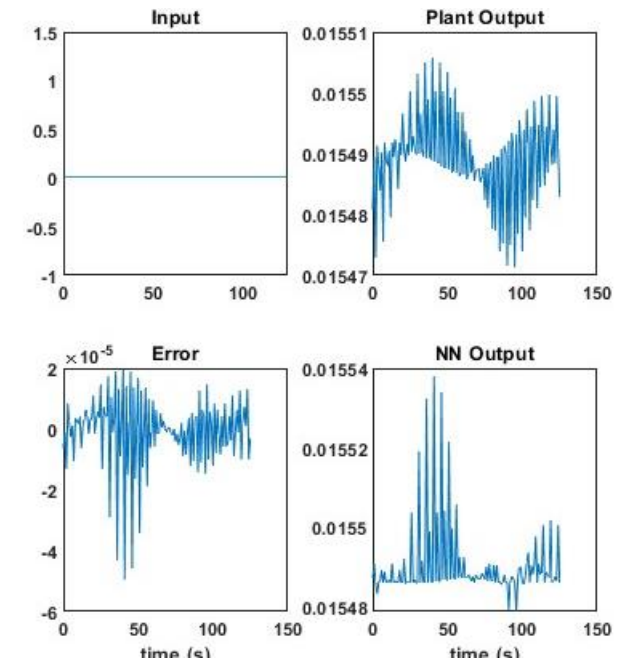 Input
1.5
1
0.5
0
-0.5
-1
0 50 100
Plant Output
0.01551
0.0155
0.01549
0.01548
0.01547
0 50 100 150
×10⁻⁵ Error
2
0
-2
-4
-6
0 50 100 150
time (s)
NN Output
0.01554
0.01552
0.0155
0.01548
0 50 100 150
time (s)